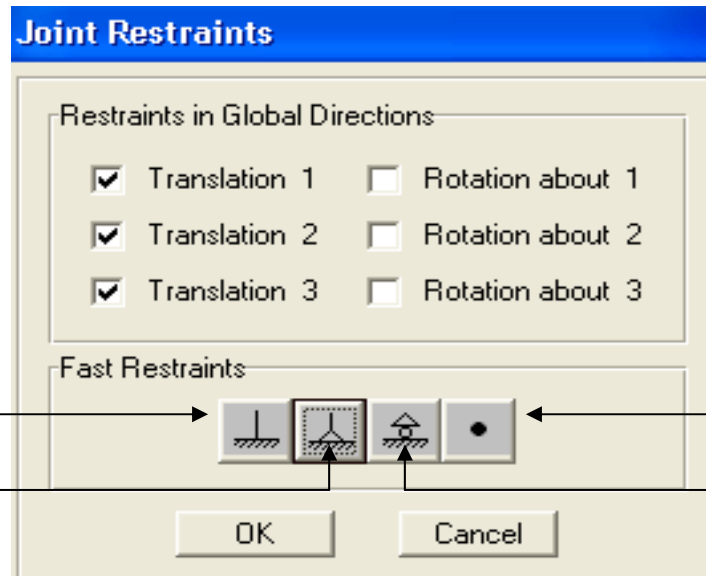 Joint Restraints
Restraints in Global Directions
Translation 1 Rotation about 1
Translation 2 Rotation about 2
Translation 3 Rotation about 3
Fast Restraints
OK Cancel